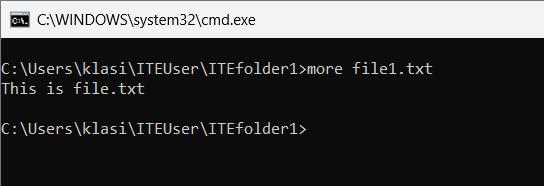 C:\WINDOWS\system32\cmd.exe
C:\Users\klasi\ITEUser\ITEfolder1>more file1.txt
This is file.txt
C:\Users\klasi\ITEUser\ITEfolder1>